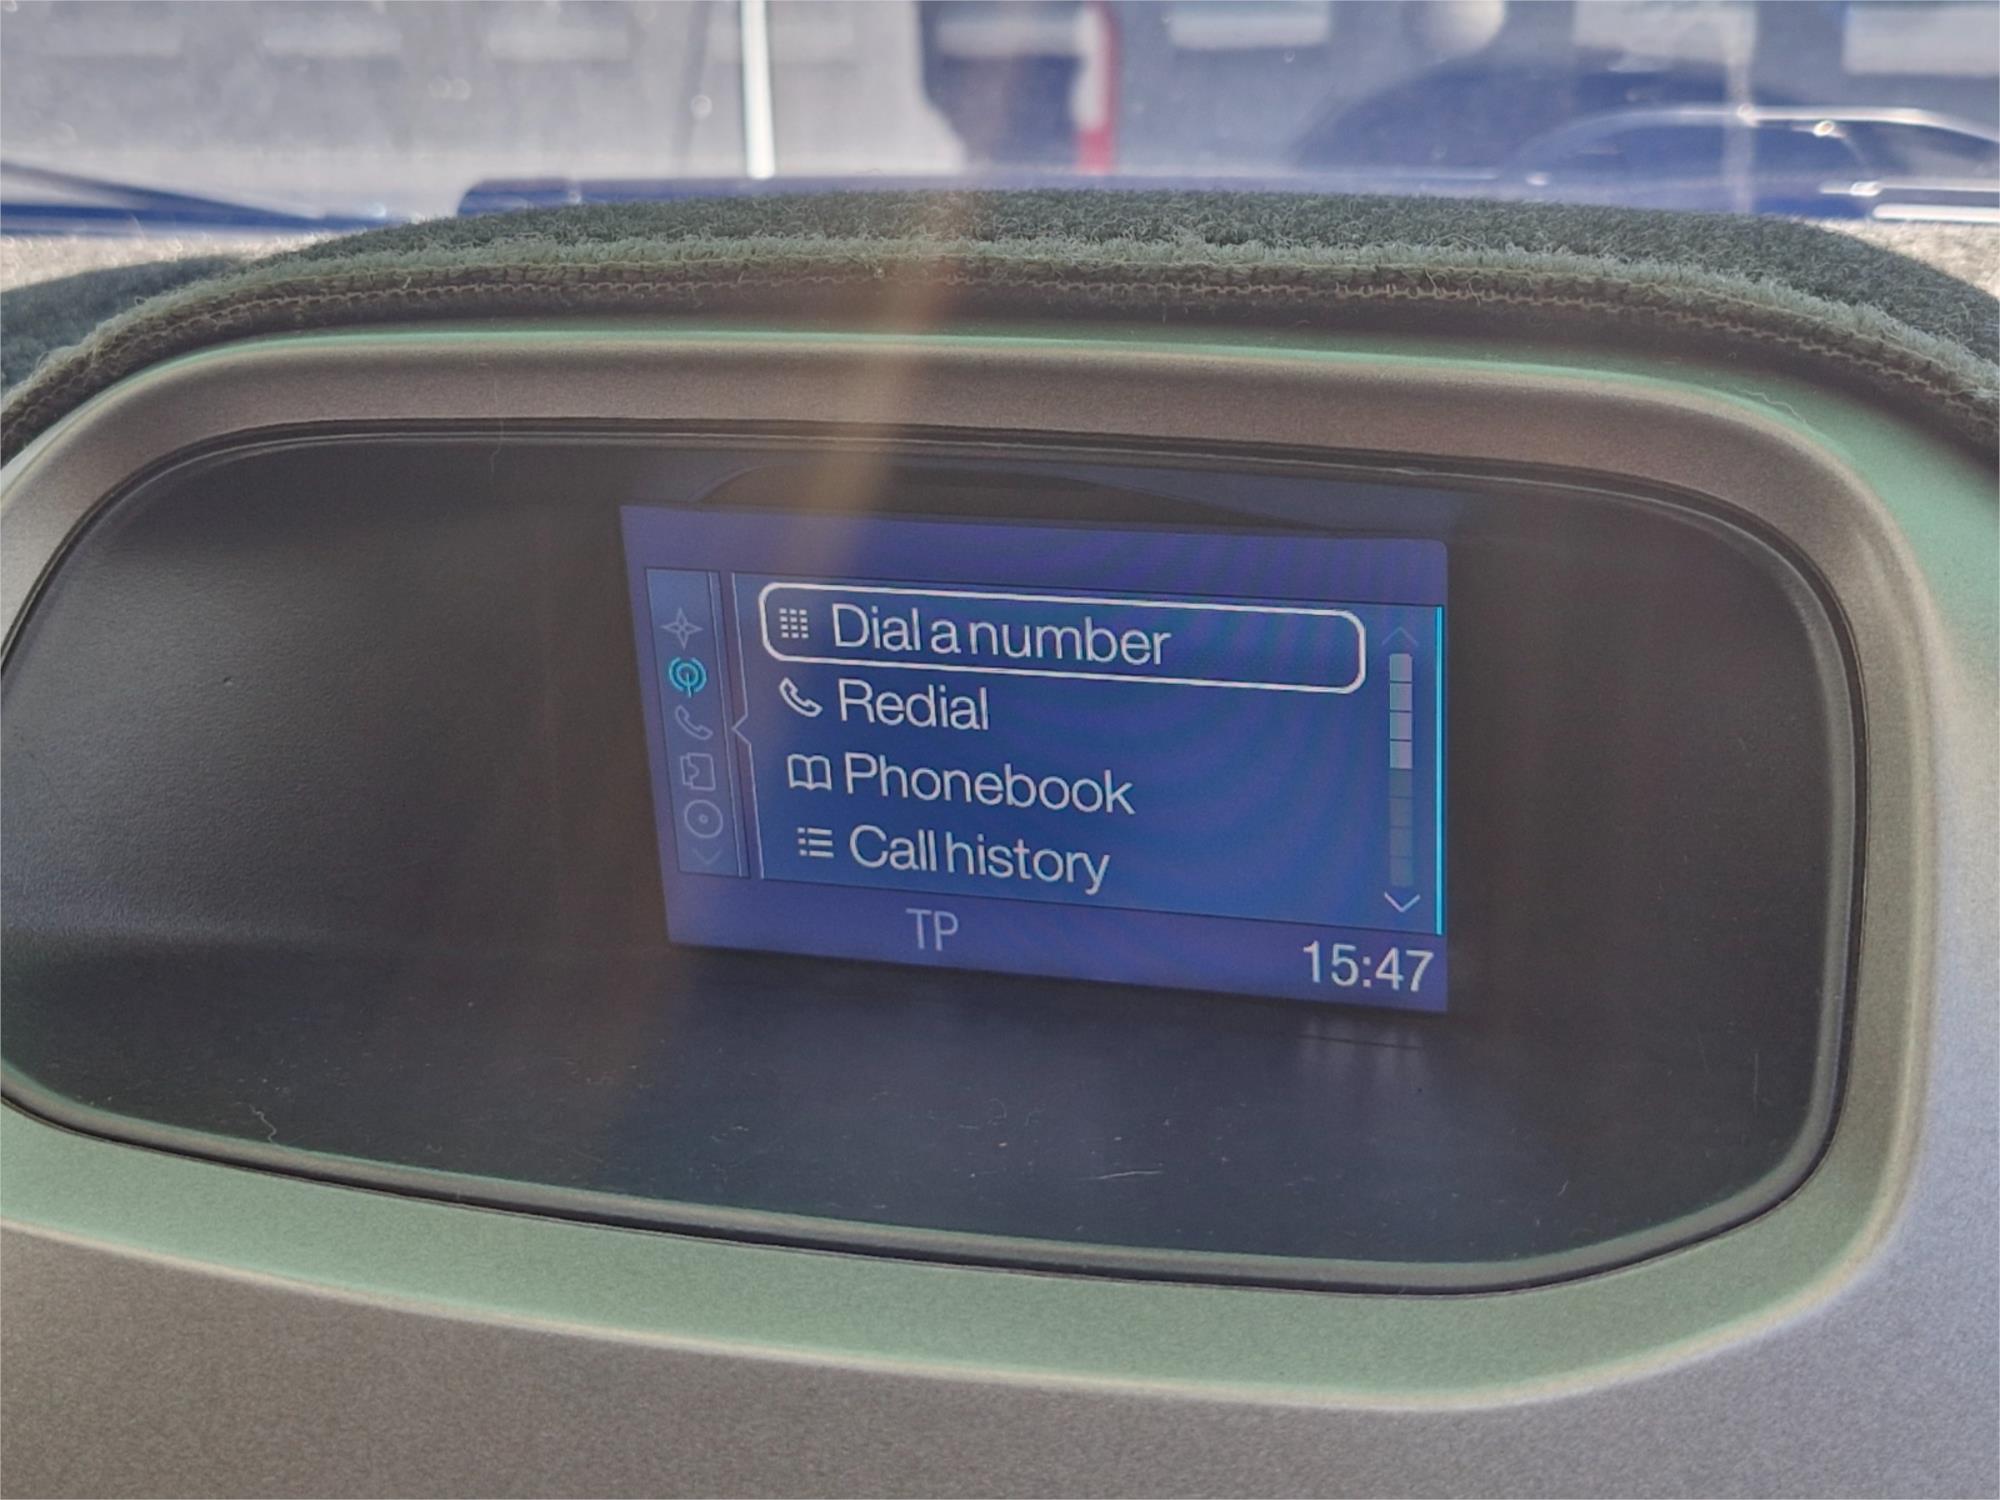 Dial a number
Redial
Phonebook
Call history
TP
15:47